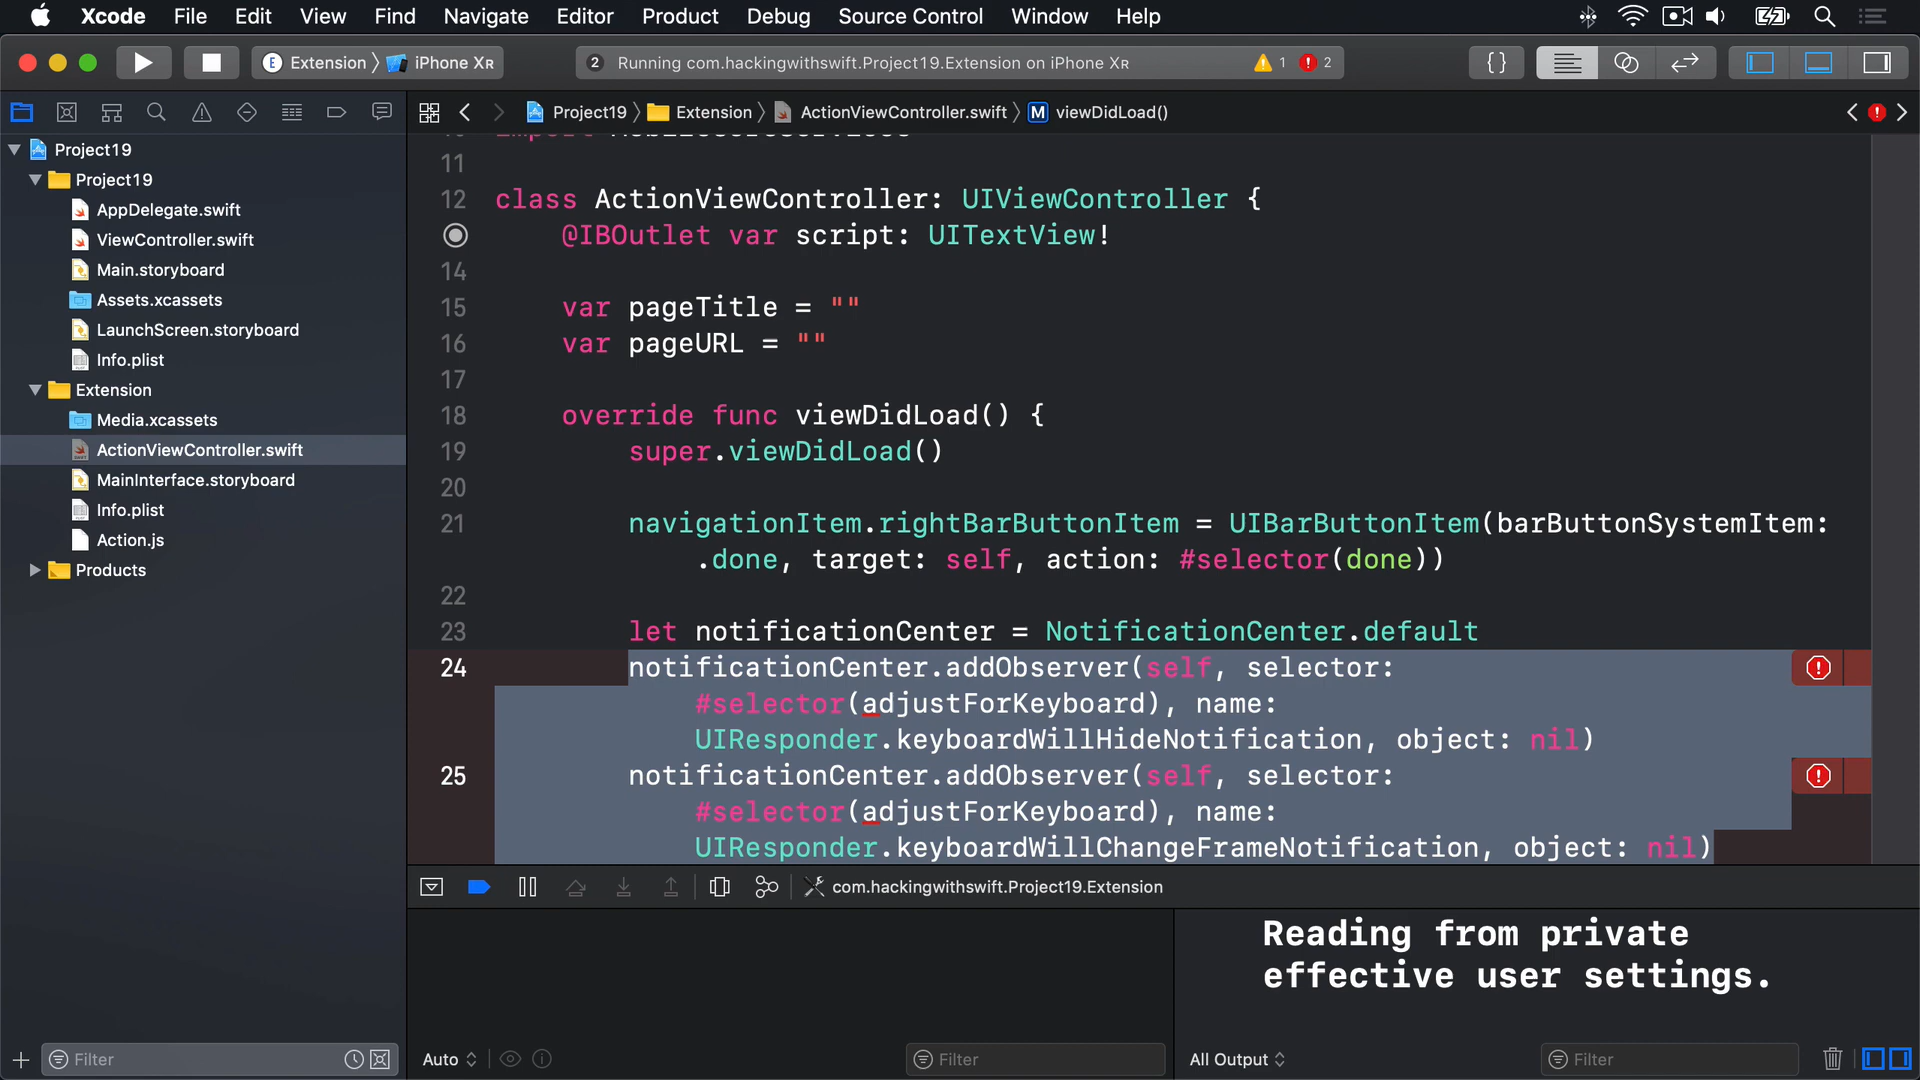 Xcode File Edit View Find Navigate Editor Product Debug Source Control Window Help
Extension iPhone XR
2 Running com.hackingwithswift.Project19.Extension on iPhone XR 1 2
Project19 Extension ActionViewController.swift M viewDidLoad()
Project19
Project19
AppDelegate.swift
ViewController.swift
Main.storyboard
Assets.xcassets
LaunchScreen.storyboard
Info.plist
Extension
Media.xcassets
ActionViewController.swift
MainInterface.storyboard
Info.plist
Action.js
Products
11
12 class ActionViewController: UIViewController {
@IBOutlet var script: UITextView!
14
15 var pageTitle = ""
16 var pageURL = ""
17
18 override func viewDidLoad() {
19 super.viewDidLoad()
20
21 navigationItem.rightBarButtonItem = UIBarButtonItem(barButtonSystemItem:
.done, target: self, action: #selector(done))
22
23 let notificationCenter = NotificationCenter.default
24 notificationCenter.addObserver(self, selector:
#selector(adjustForKeyboard), name:
UIResponder.keyboardWillHideNotification, object: nil)
25 notificationCenter.addObserver(self, selector:
#selector(adjustForKeyboard), name:
UIResponder.keyboardWillChangeFrameNotification, object: nil)
com.hackingwithswift.Project19.Extension
Reading from private
effective user settings.
Filter
Auto
Filter
All Output
Filter